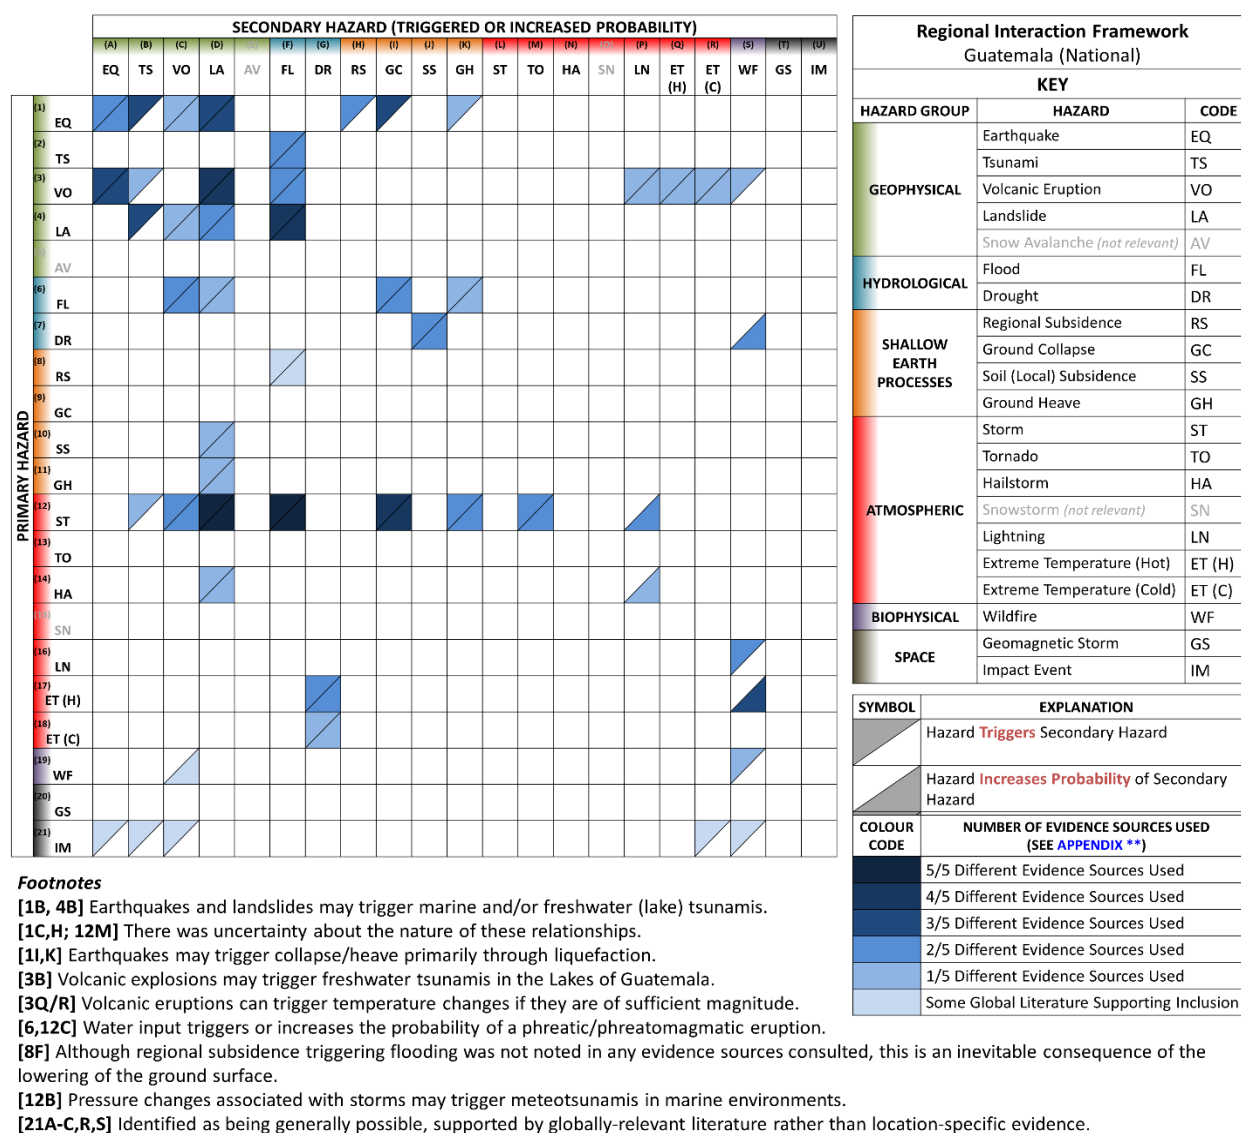 SECONDARY HAZARD (TRIGGERED OR INCREASED PROBABILITY)
(A) (B) (C) (D) (F) (G) (H) (I) (J) (K) (L) (M) (N) (P) (Q) (R) (S) (T) (U)
EQ TS VO LA AV FL DR RS GC SS GH ST TO HA SN LN ET (H) ET (C) WF GS IM
PRIMARY HAZARD
(1) EQ
(2) TS
(3) VO
(4) LA
AV
(6) FL
(7) DR
(8) RS
(9) GC
(10) SS
(11) GH
(12) ST
(13) TO
(14) HA
SN
(16) LN
(17) ET (H)
(18) ET (C)
(19) WF
(20) GS
(21) IM
Regional Interaction Framework
Guatemala (National)
KEY
HAZARD GROUP HAZARD CODE
GEOPHYSICAL
Earthquake EQ
Tsunami TS
Volcanic Eruption VO
Landslide LA
Snow Avalanche (not relevant) AV
HYDROLOGICAL
Flood FL
Drought DR
SHALLOW
EARTH
PROCESSES
Regional Subsidence RS
Ground Collapse GC
Soil (Local) Subsidence SS
Ground Heave GH
ATMOSPHERIC
Storm ST
Tornado TO
Hailstorm HA
Snowstorm (not relevant) SN
Lightning LN
Extreme Temperature (Hot) ET (H)
Extreme Temperature (Cold) ET (C)
BIOPHYSICAL Wildfire WF
SPACE
Geomagnetic Storm GS
Impact Event IM
SYMBOL EXPLANATION
Hazard Triggers Secondary Hazard
Hazard Increases Probability of Secondary
Hazard
COLOUR
CODE
NUMBER OF EVIDENCE SOURCES USED
(SEE APPENDIX **)
5/5 Different Evidence Sources Used
4/5 Different Evidence Sources Used
3/5 Different Evidence Sources Used
2/5 Different Evidence Sources Used
1/5 Different Evidence Sources Used
Some Global Literature Supporting Inclusion
Footnotes
[1B, 4B] Earthquakes and landslides may trigger marine and/or freshwater (lake) tsunamis.
[1C,H; 12M] There was uncertainty about the nature of these relationships.
[1I,K] Earthquakes may trigger collapse/heave primarily through liquefaction.
[3B] Volcanic explosions may trigger freshwater tsunamis in the Lakes of Guatemala.
[3Q/R] Volcanic eruptions can trigger temperature changes if they are of sufficient magnitude.
[6,12C] Water input triggers or increases the probability of a phreatic/phreatomagmatic eruption.
[8F] Although regional subsidence triggering flooding was not noted in any evidence sources consulted, this is an inevitable consequence of the
lowering of the ground surface.
[12B] Pressure changes associated with storms may trigger meteotsunamis in marine environments.
[21A-C,R,S] Identified as being generally possible, supported by globally-relevant literature rather than location-specific evidence.